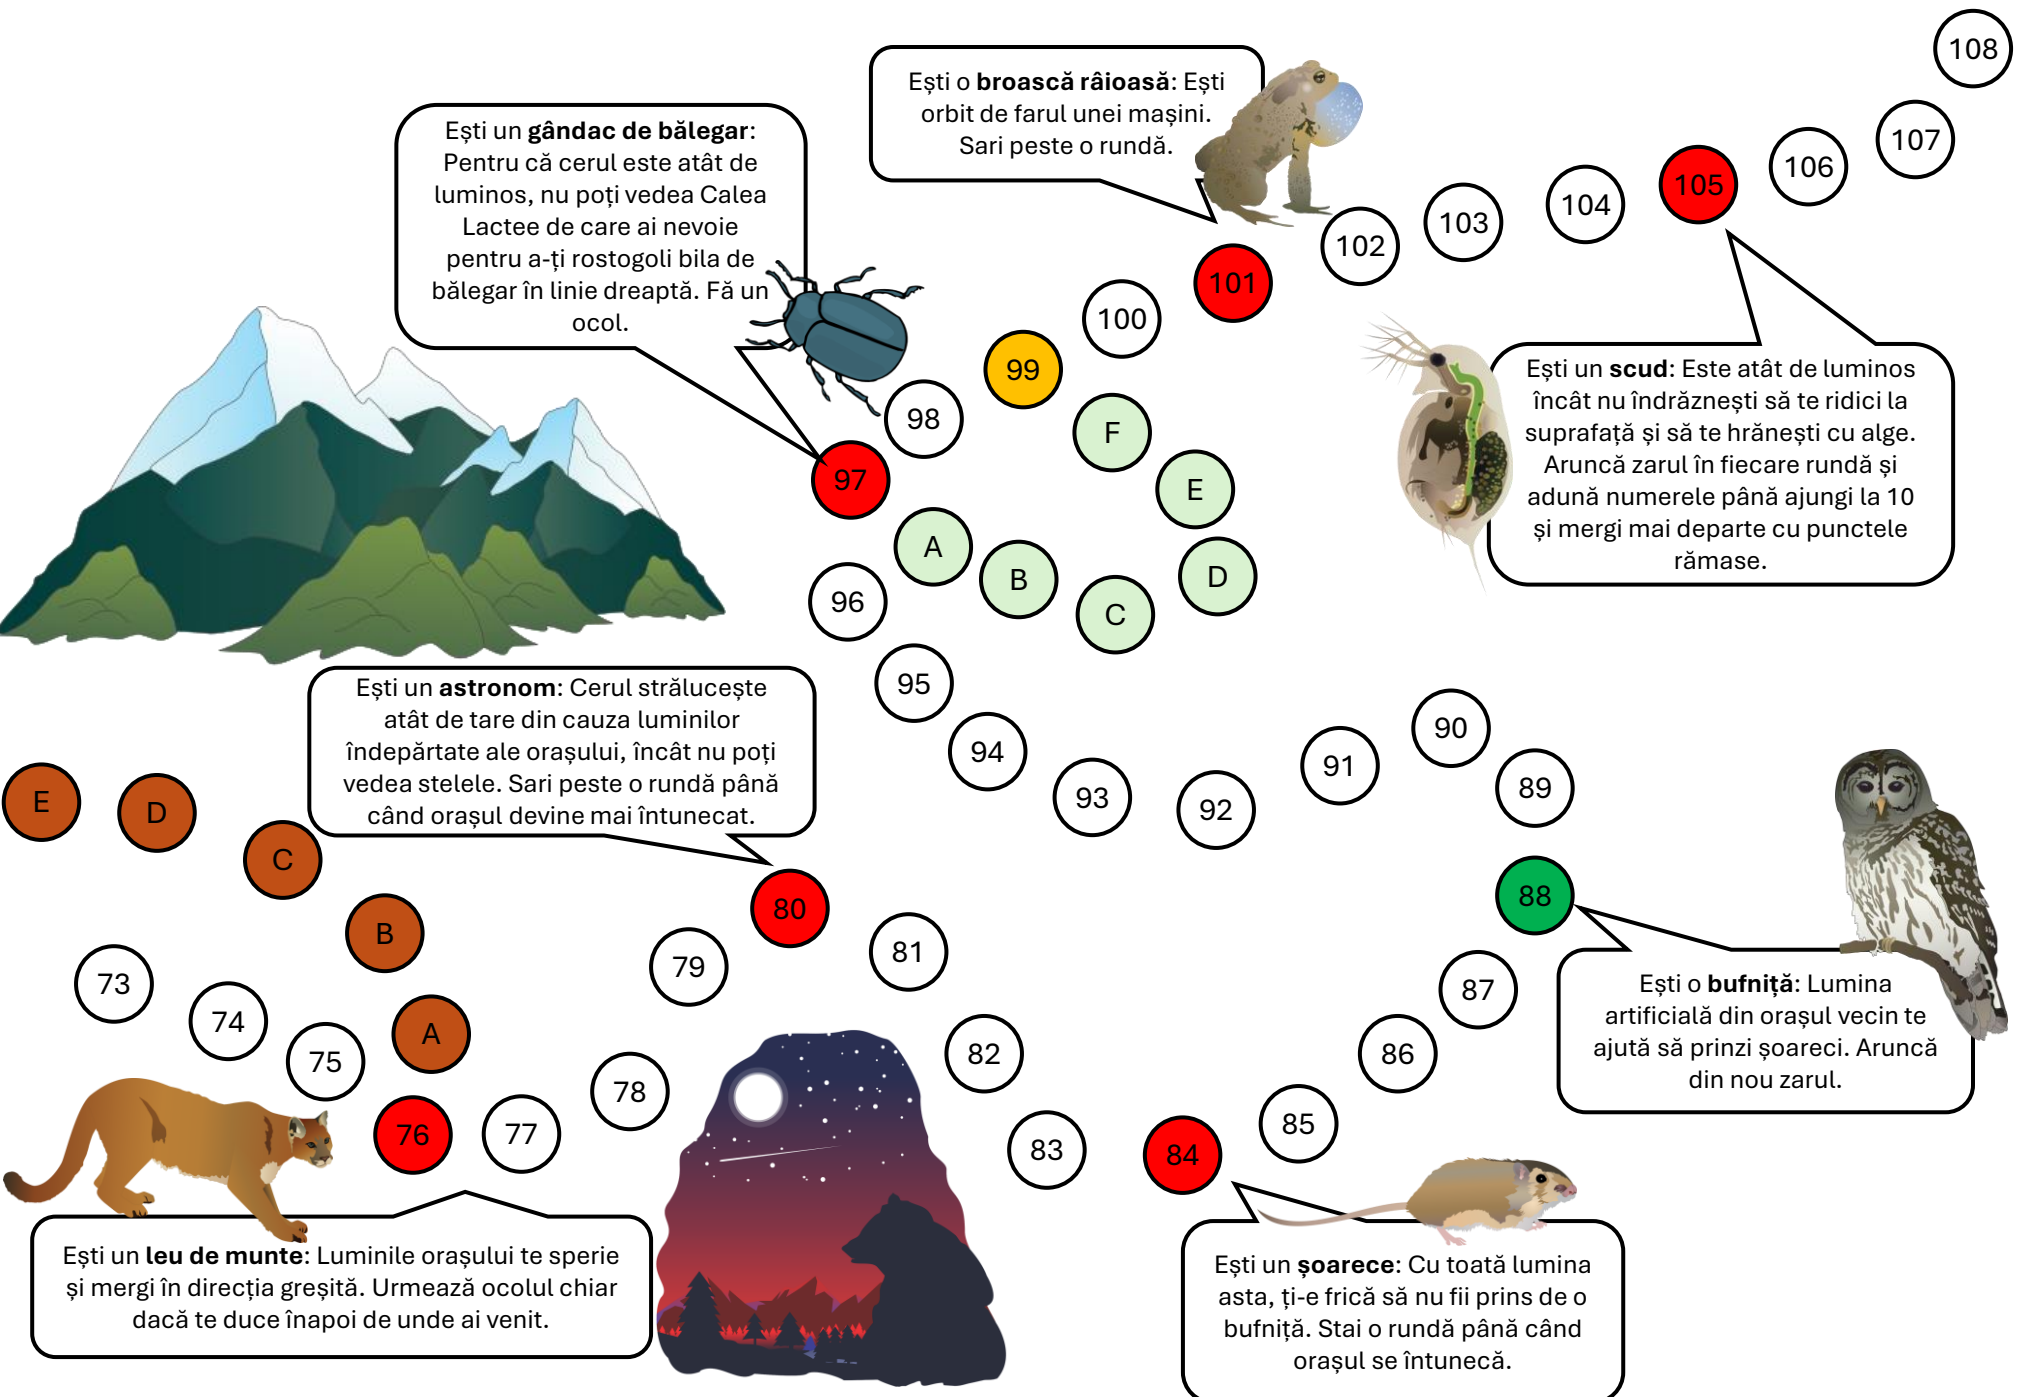 108
107
106
105
104
103
102
101
100
99
98
97
Ești o broască râioasă: Ești
orbit de farul unei mașini.
Sari peste o rundă.
Ești un gândac de bălegar:
Pentru că cerul este atât de
luminos, nu poți vedea Calea
Lactee de care ai nevoie
pentru a-ți rostogoli bila de
bălegar în linie dreaptă. Fă un
ocol.
Ești un scud: Este atât de luminos
încât nu îndrăznești să te ridici la
suprafață și să te hrănești cu alge.
Aruncă zarul în fiecare rundă și
adună numerele până ajungi la 10
și mergi mai departe cu punctele
rămase.
F
E
D
C
B
A
96
95
94
93
92
91
90
89
88
Ești un astronom: Cerul strălucește
atât de tare din cauza luminilor
îndepărtate ale orașului, încât nu poți
vedea stelele. Sari peste o rundă până
când orașul devine mai întunecat.
E
D
C
B
A
73
74
75
76
77
78
79
80
81
82
83
84
85
86
87
Ești o bufniță: Lumina
artificială din orașul vecin te
ajută să prinzi șoareci. Aruncă
din nou zarul.
Ești un leu de munte: Luminile orașului te sperie
și mergi în direcția greșită. Urmează ocolul chiar
dacă te duce înapoi de unde ai venit.
Ești un șoarece: Cu toată lumina
asta, ți-e frică să nu fii prins de o
bufniță. Stai o rundă până când
orașul se întunecă.